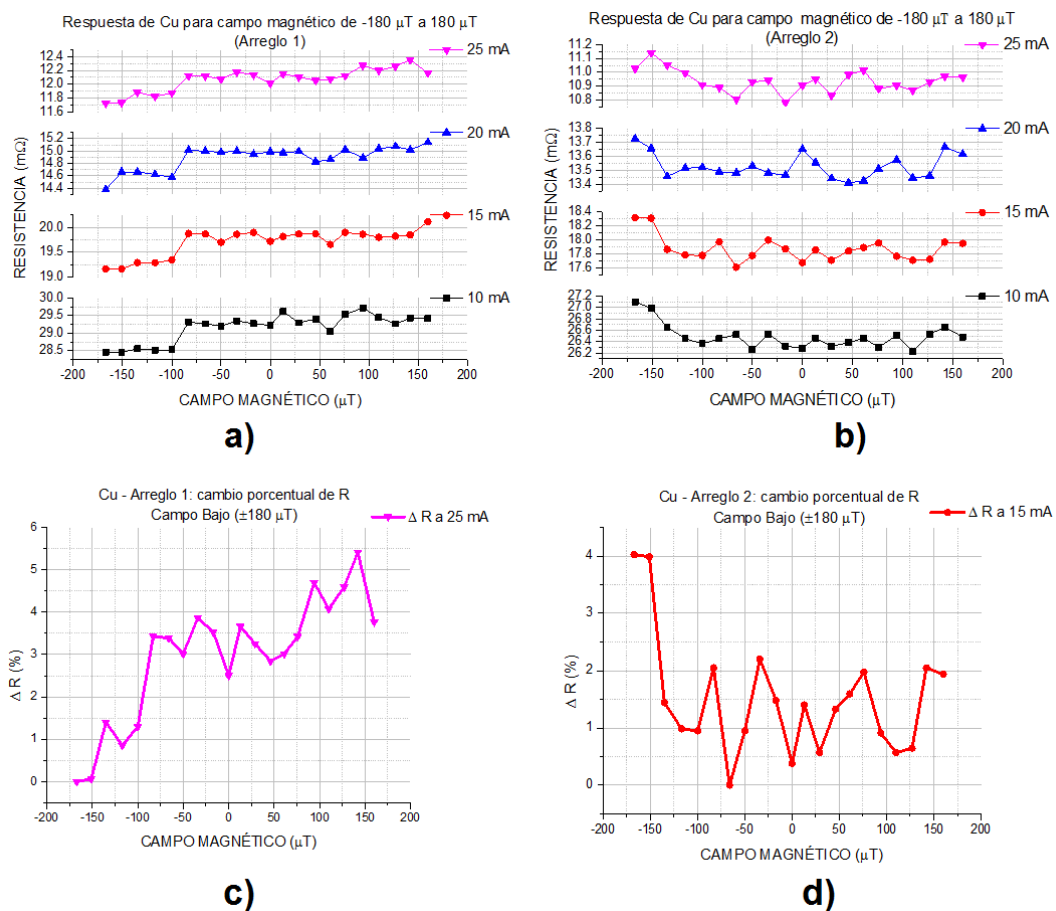 Respuesta de Cu para campo magnético de -180 µT a 180 µT
(Arreglo 1)
25 mA
12.4
12.2
12.0
11.8
11.6
20 mA
15.2
15.0
14.8
14.6
14.4
15 mA
20.0
19.5
19.0
10 mA
30.0
29.5
29.0
28.5
RESISTENCIA (mΩ)
-200 -150 -100 -50 0 50 100 150 200
CAMPO MAGNÉTICO (µT)
a)
Respuesta de Cu para campo magnético de -180 µT a 180 µT
(Arreglo 2)
25 mA
11.2
11.0
10.8
20 mA
13.8
13.6
13.4
15 mA
18.4
18.0
17.6
10 mA
27.2
27.0
26.8
26.6
26.4
26.2
RESISTENCIA (mΩ)
-200 -150 -100 -50 0 50 100 150 200
CAMPO MAGNÉTICO (µT)
b)
Cu - Arreglo 1: cambio porcentual de R
Campo Bajo (±180 µT)
Δ R a 25 mA
6
5
4
3
2
1
0
Δ R (%)
-200 -150 -100 -50 0 50 100 150 200
CAMPO MAGNÉTICO (µT)
c)
Cu - Arreglo 2: cambio porcentual de R
Campo Bajo (±180 µT)
Δ R a 15 mA
4
3
2
1
0
Δ R (%)
-200 -150 -100 -50 0 50 100 150 200
CAMPO MAGNÉTICO (µT)
d)